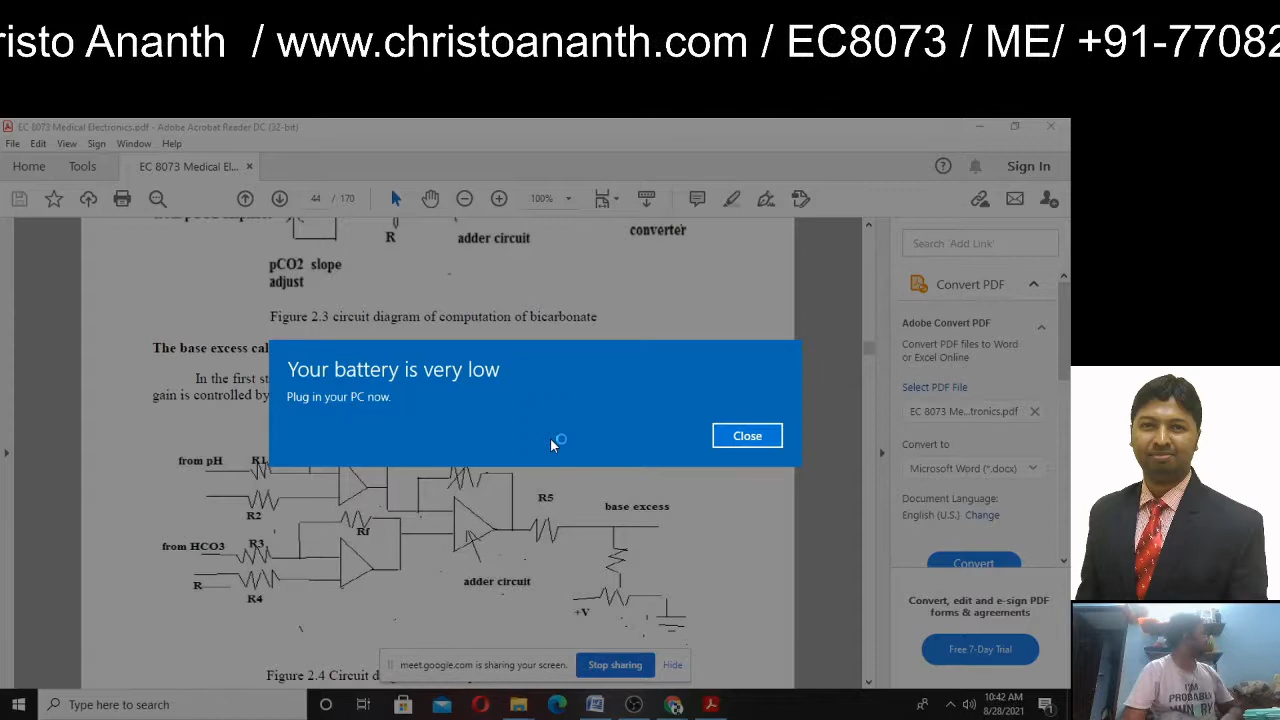 risto Ananth / www.christoananth.com / EC8073 / ME/ +91-7708
EC 8073 Medical Electronics.pdf - Adobe Acrobat Reader DC (32-bit)
File Edit View Sign Window Help
Home Tools EC 8073 Medical El... × Sign In
44 / 170 100%
R adder circuit converter
pCO2 slope
adjust
Figure 2.3 circuit diagram of computation of bicarbonate
The base excess cal
In the first st
gain is controlled by
Your battery is very low
Plug in your PC now.
Close
from pH R1
R2
R5
base excess
from HCO3 R3
Rf
R
R4
adder circuit
+V
Figure 2.4 Circuit d
meet.google.com is sharing your screen. Stop sharing Hide
Search 'Add Link'
Convert PDF
Adobe Convert PDF
Convert PDF files to Word
or Excel Online
Select PDF File
EC 8073 Me...tronics.pdf ×
Convert to
Microsoft Word (*.docx)
Document Language:
English (U.S.) Change
Convert
Convert, edit and e-sign PDF
forms & agreements
Free 7-Day Trial
I'M
PROBABLY
Type here to search
10:42 AM
8/28/2021